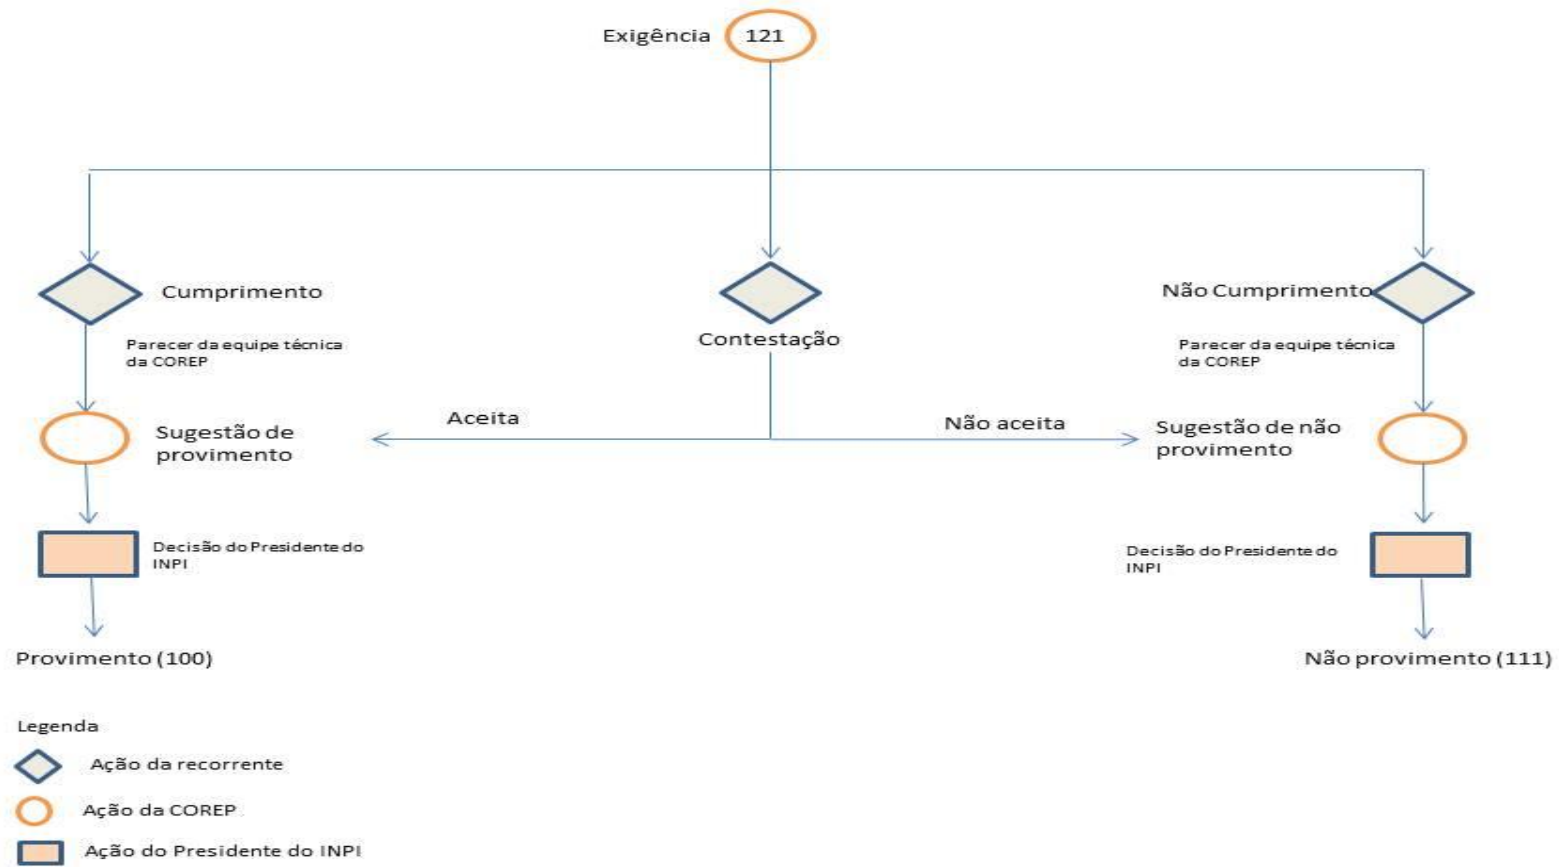 Exigência 121
Cumprimento
Contestação
Não Cumprimento
Parecer da equipe técnica
da COREP
Parecer da equipe técnica
da COREP
Aceita
Não aceita
Sugestão de
provimento
Sugestão de não
provimento
Decisão do Presidente do
INPI
Decisão do Presidente do
INPI
Provimento (100)
Não provimento (111)
Legenda
Ação da recorrente
Ação da COREP
Ação do Presidente do INPI